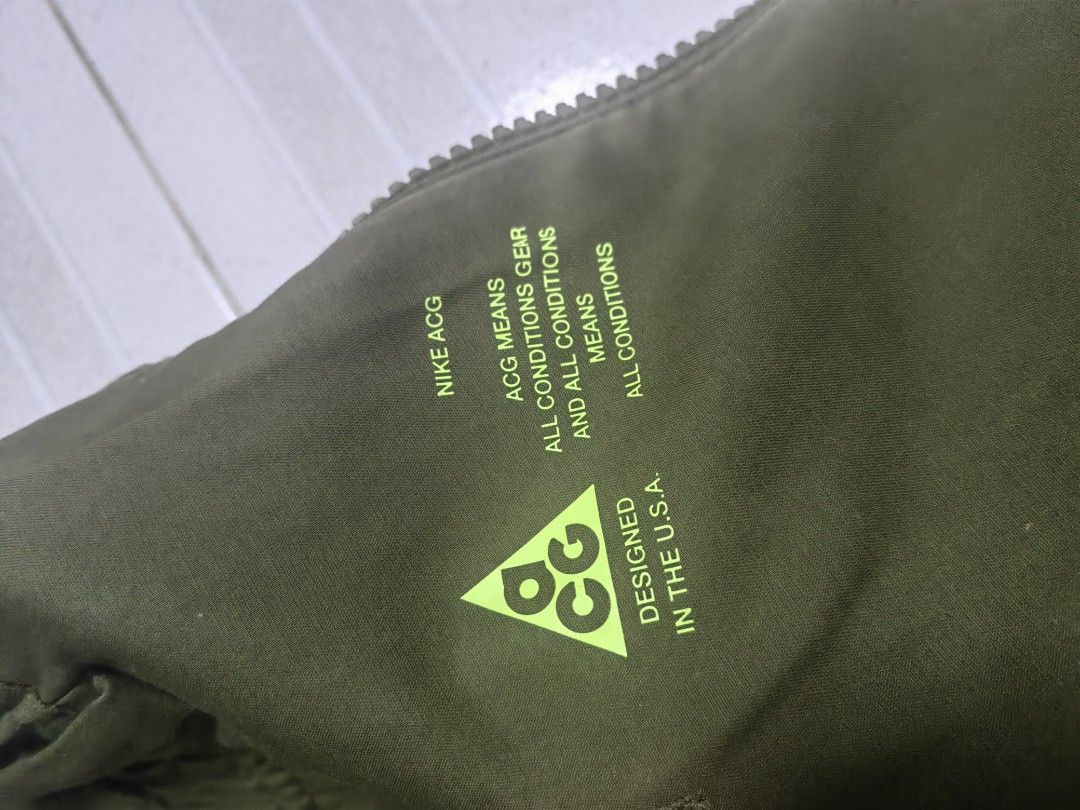 NIKE ACG
ACG MEANS
ALL CONDITIONS GEAR
AND ALL CONDITIONS
MEANS
ALL CONDITIONS
ACG
DESIGNED
IN THE U.S.A.